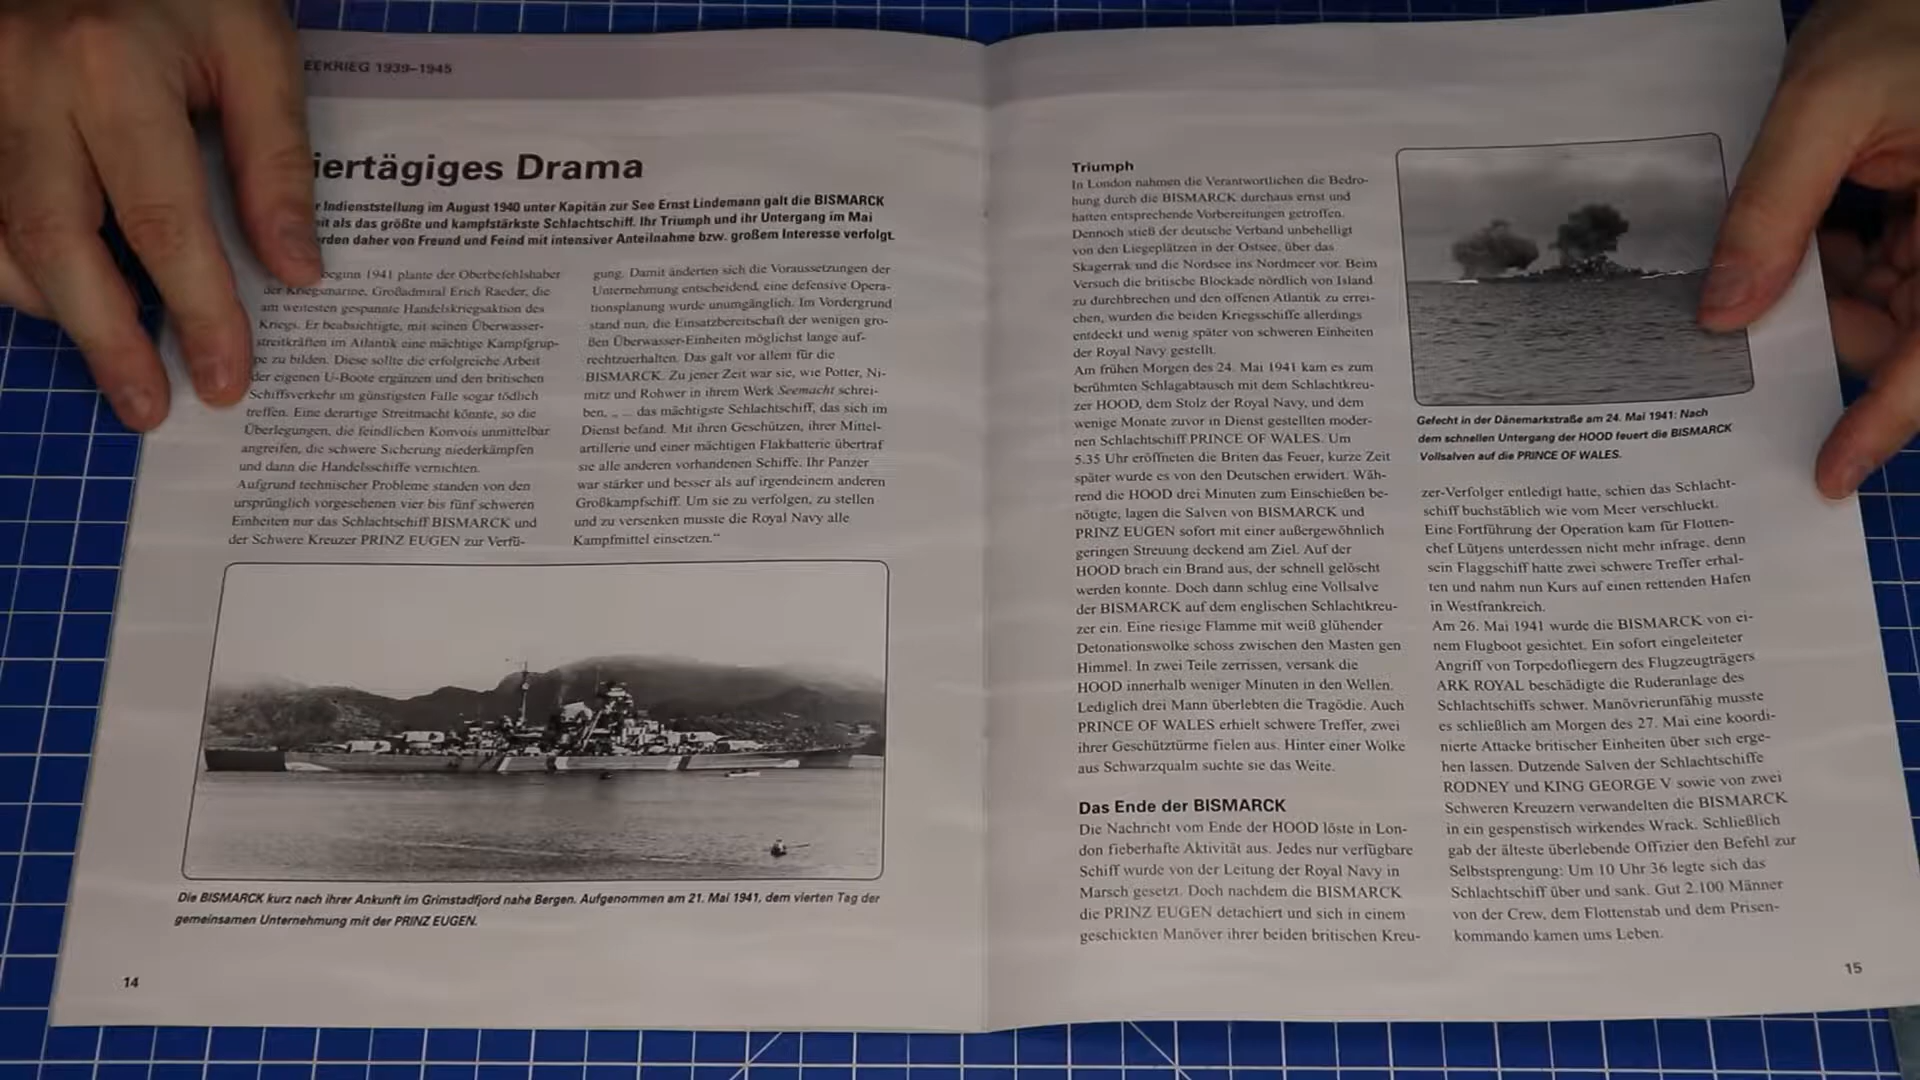 EEKRIEG 1939–1945
iertägiges Drama
r Indienststellung im August 1940 unter Kapitän zur See Ernst Lindemann galt die BISMARCK
it als das größte und kampfstärkste Schlachtschiff. Ihr Triumph und ihr Untergang im Mai
rden daher von Freund und Feind mit intensiver Anteilnahme bzw. großem Interesse verfolgt.
beginn 1941 plante der Oberbefehlshaber
der Kriegsmarine, Großadmiral Erich Raeder, die
am weitesten gespannte Handelskriegsaktion des
Kriegs. Er beabsichtigte, mit seinen Überwasser-
streitkräften im Atlantik eine mächtige Kampfgrup-
pe zu bilden. Diese sollte die erfolgreiche Arbeit
der eigenen U-Boote ergänzen und den britischen
Schiffsverkehr im günstigsten Falle sogar tödlich
treffen. Eine derartige Streitmacht könnte, so die
Überlegungen, die feindlichen Konvois unmittelbar
angreifen, die schwere Sicherung niederkämpfen
und dann die Handelsschiffe vernichten.
Aufgrund technischer Probleme standen von den
ursprünglich vorgesehenen vier bis fünf schweren
Einheiten nur das Schlachtschiff BISMARCK und
der Schwere Kreuzer PRINZ EUGEN zur Verfü-
gung. Damit änderten sich die Voraussetzungen der
Unternehmung entscheidend, eine defensive Opera-
tionsplanung wurde unumgänglich. Im Vordergrund
stand nun, die Einsatzbereitschaft der wenigen gro-
ßen Überwasser-Einheiten möglichst lange auf-
rechtzuerhalten. Das galt vor allem für die
BISMARCK. Zu jener Zeit war sie, wie Potter, Ni-
mitz und Rohwer in ihrem Werk Seemacht schrei-
ben, „ ... das mächtigste Schlachtschiff, das sich im
Dienst befand. Mit ihren Geschützen, ihrer Mittel-
artillerie und einer mächtigen Flakbatterie übertraf
sie alle anderen vorhandenen Schiffe. Ihr Panzer
war stärker und besser als auf irgendeinem anderen
Großkampfschiff. Um sie zu verfolgen, zu stellen
und zu versenken musste die Royal Navy alle
Kampfmittel einsetzen."
Die BISMARCK kurz nach ihrer Ankunft im Grimstadfjord nahe Bergen. Aufgenommen am 21. Mai 1941, dem vierten Tag der
gemeinsamen Unternehmung mit der PRINZ EUGEN.
14
Triumph
In London nahmen die Verantwortlichen die Bedro-
hung durch die BISMARCK durchaus ernst und
hatten entsprechende Vorbereitungen getroffen.
Dennoch stieß der deutsche Verband unbehelligt
von den Liegeplätzen in der Ostsee, über das
Skagerrak und die Nordsee ins Nordmeer vor. Beim
Versuch die britische Blockade nördlich von Island
zu durchbrechen und den offenen Atlantik zu errei-
chen, wurden die beiden Kriegsschiffe allerdings
entdeckt und wenig später von schweren Einheiten
der Royal Navy gestellt.
Am frühen Morgen des 24. Mai 1941 kam es zum
berühmten Schlagabtausch mit dem Schlachtkreu-
zer HOOD, dem Stolz der Royal Navy, und dem
wenige Monate zuvor in Dienst gestellten moder-
nen Schlachtschiff PRINCE OF WALES. Um
5.35 Uhr eröffneten die Briten das Feuer, kurze Zeit
später wurde es von den Deutschen erwidert. Wäh-
rend die HOOD drei Minuten zum Einschießen be-
nötigte, lagen die Salven von BISMARCK und
PRINZ EUGEN sofort mit einer außergewöhnlich
geringen Streuung deckend am Ziel. Auf der
HOOD brach ein Brand aus, der schnell gelöscht
werden konnte. Doch dann schlug eine Vollsalve
der BISMARCK auf dem englischen Schlachtkreu-
zer ein. Eine riesige Flamme mit weiß glühender
Detonationswolke schoss zwischen den Masten gen
Himmel. In zwei Teile zerrissen, versank die
HOOD innerhalb weniger Minuten in den Wellen.
Lediglich drei Mann überlebten die Tragödie. Auch
PRINCE OF WALES erhielt schwere Treffer, zwei
ihrer Geschütztürme fielen aus. Hinter einer Wolke
aus Schwarzqualm suchte sie das Weite.
Das Ende der BISMARCK
Die Nachricht vom Ende der HOOD löste in Lon-
don fieberhafte Aktivität aus. Jedes nur verfügbare
Schiff wurde von der Leitung der Royal Navy in
Marsch gesetzt. Doch nachdem die BISMARCK
die PRINZ EUGEN detachiert und sich in einem
geschickten Manöver ihrer beiden britischen Kreu-
Gefecht in der Dänemarkstraße am 24. Mai 1941: Nach
dem schnellen Untergang der HOOD feuert die BISMARCK
Vollsalven auf die PRINCE OF WALES.
zer-Verfolger entledigt hatte, schien das Schlacht-
schiff buchstäblich wie vom Meer verschluckt.
Eine Fortführung der Operation kam für Flotten-
chef Lütjens unterdessen nicht mehr infrage, denn
sein Flaggschiff hatte zwei schwere Treffer erhal-
ten und nahm nun Kurs auf einen rettenden Hafen
in Westfrankreich.
Am 26. Mai 1941 wurde die BISMARCK von ei-
nem Flugboot gesichtet. Ein sofort eingeleiteter
Angriff von Torpedofliegern des Flugzeugträgers
ARK ROYAL beschädigte die Ruderanlage des
Schlachtschiffs schwer. Manövrierunfähig musste
es schließlich am Morgen des 27. Mai eine koordi-
nierte Attacke britischer Einheiten über sich erge-
hen lassen. Dutzende Salven der Schlachtschiffe
RODNEY und KING GEORGE V sowie von zwei
Schweren Kreuzern verwandelten die BISMARCK
in ein gespenstisch wirkendes Wrack. Schließlich
gab der älteste überlebende Offizier den Befehl zur
Selbstsprengung: Um 10 Uhr 36 legte sich das
Schlachtschiff über und sank. Gut 2.100 Männer
von der Crew, dem Flottenstab und dem Prisen-
kommando kamen ums Leben.
15